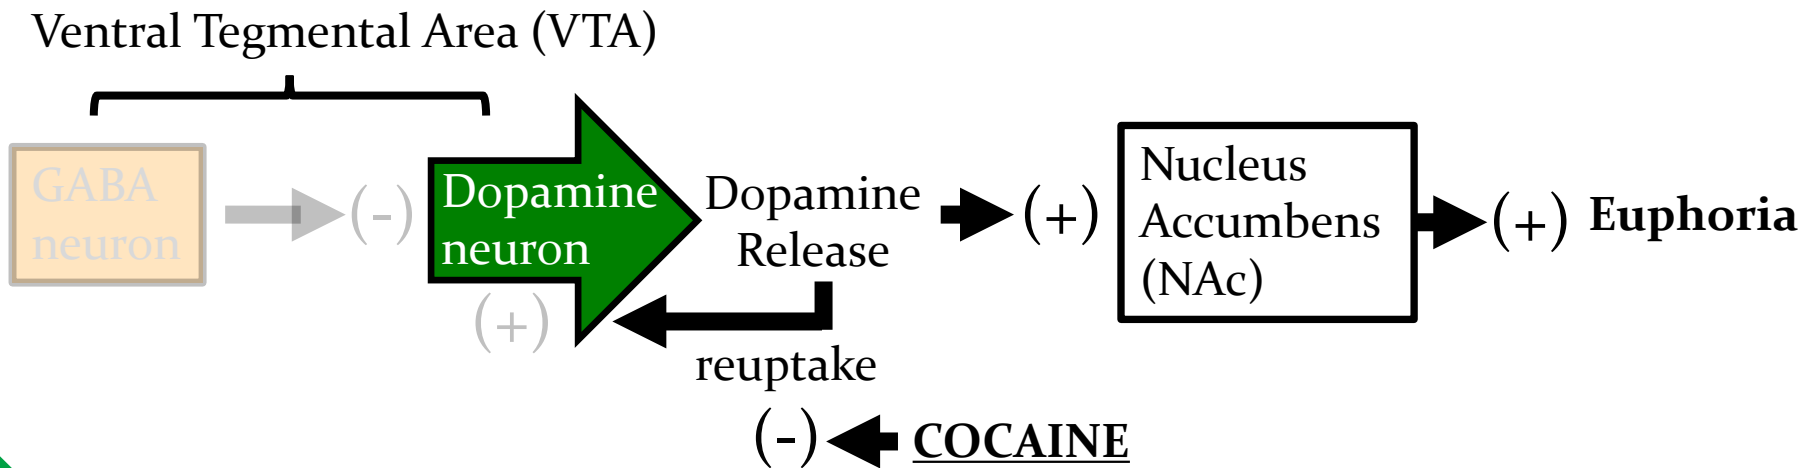 Ventral Tegmental Area (VTA)
GABA
neuron
(-)
Dopamine
neuron
(+)
Dopamine
Release
reuptake
(-)
COCAINE
(+)
Nucleus
Accumbens
(NAc)
(+)
Euphoria